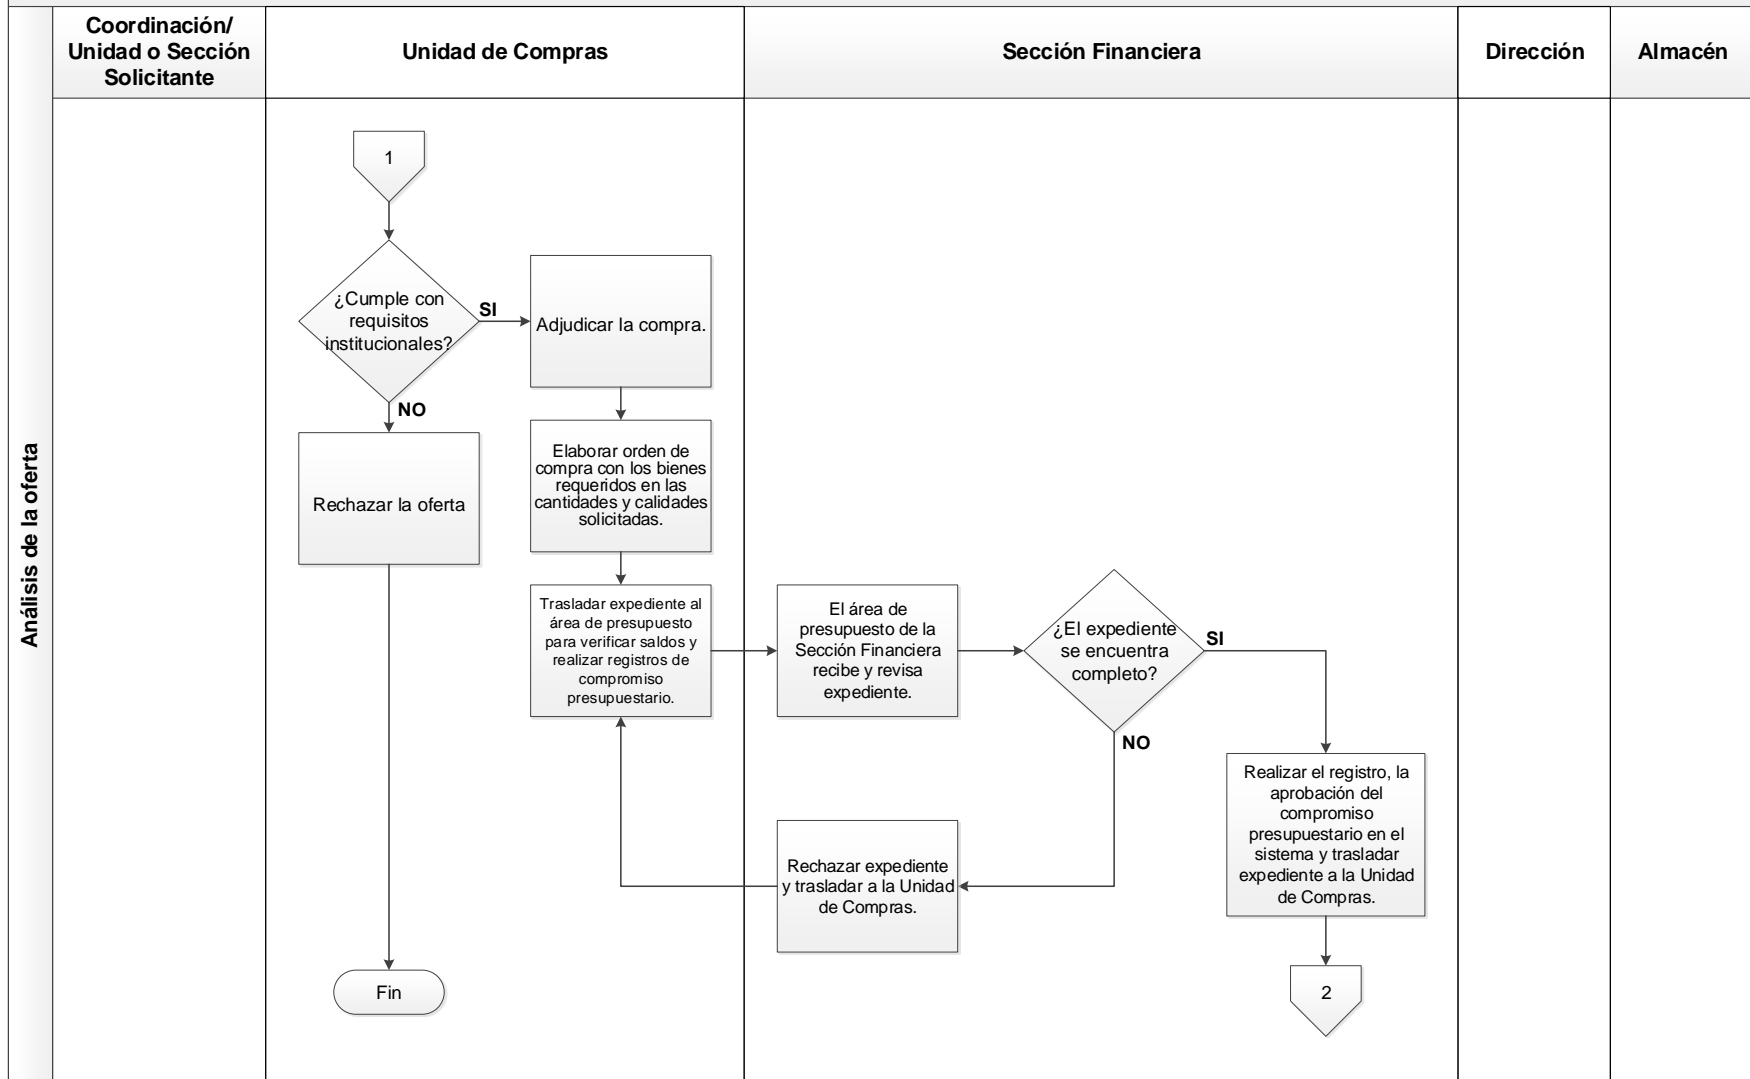 Coordinación/
Unidad o Sección
Solicitante
Unidad de Compras
Sección Financiera
Dirección
Almacén
Análisis de la oferta
1
¿Cumple con
requisitos
institucionales?
SI
NO
Adjudicar la compra.
Rechazar la oferta
Elaborar orden de
compra con los bienes
requeridos en las
cantidades y calidades
solicitadas.
Trasladar expediente al
área de presupuesto
para verificar saldos y
realizar registros de
compromiso
presupuestario.
El área de
presupuesto de la
Sección Financiera
recibe y revisa
expediente.
¿El expediente
se encuentra
completo?
SI
NO
Realizar el registro, la
aprobación del
compromiso
presupuestario en el
sistema y trasladar
expediente a la Unidad
de Compras.
Rechazar expediente
y trasladar a la Unidad
de Compras.
Fin
2